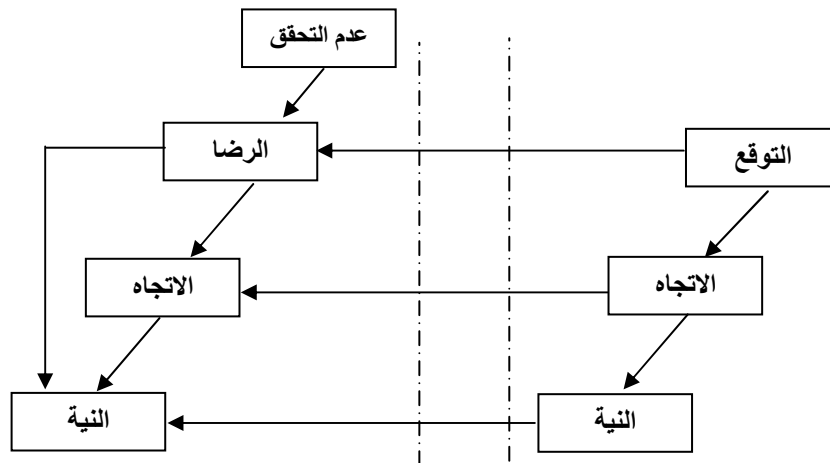 عدم التحقق
التوقع
الرضا
الاتجاه
الاتجاه
النية
النية